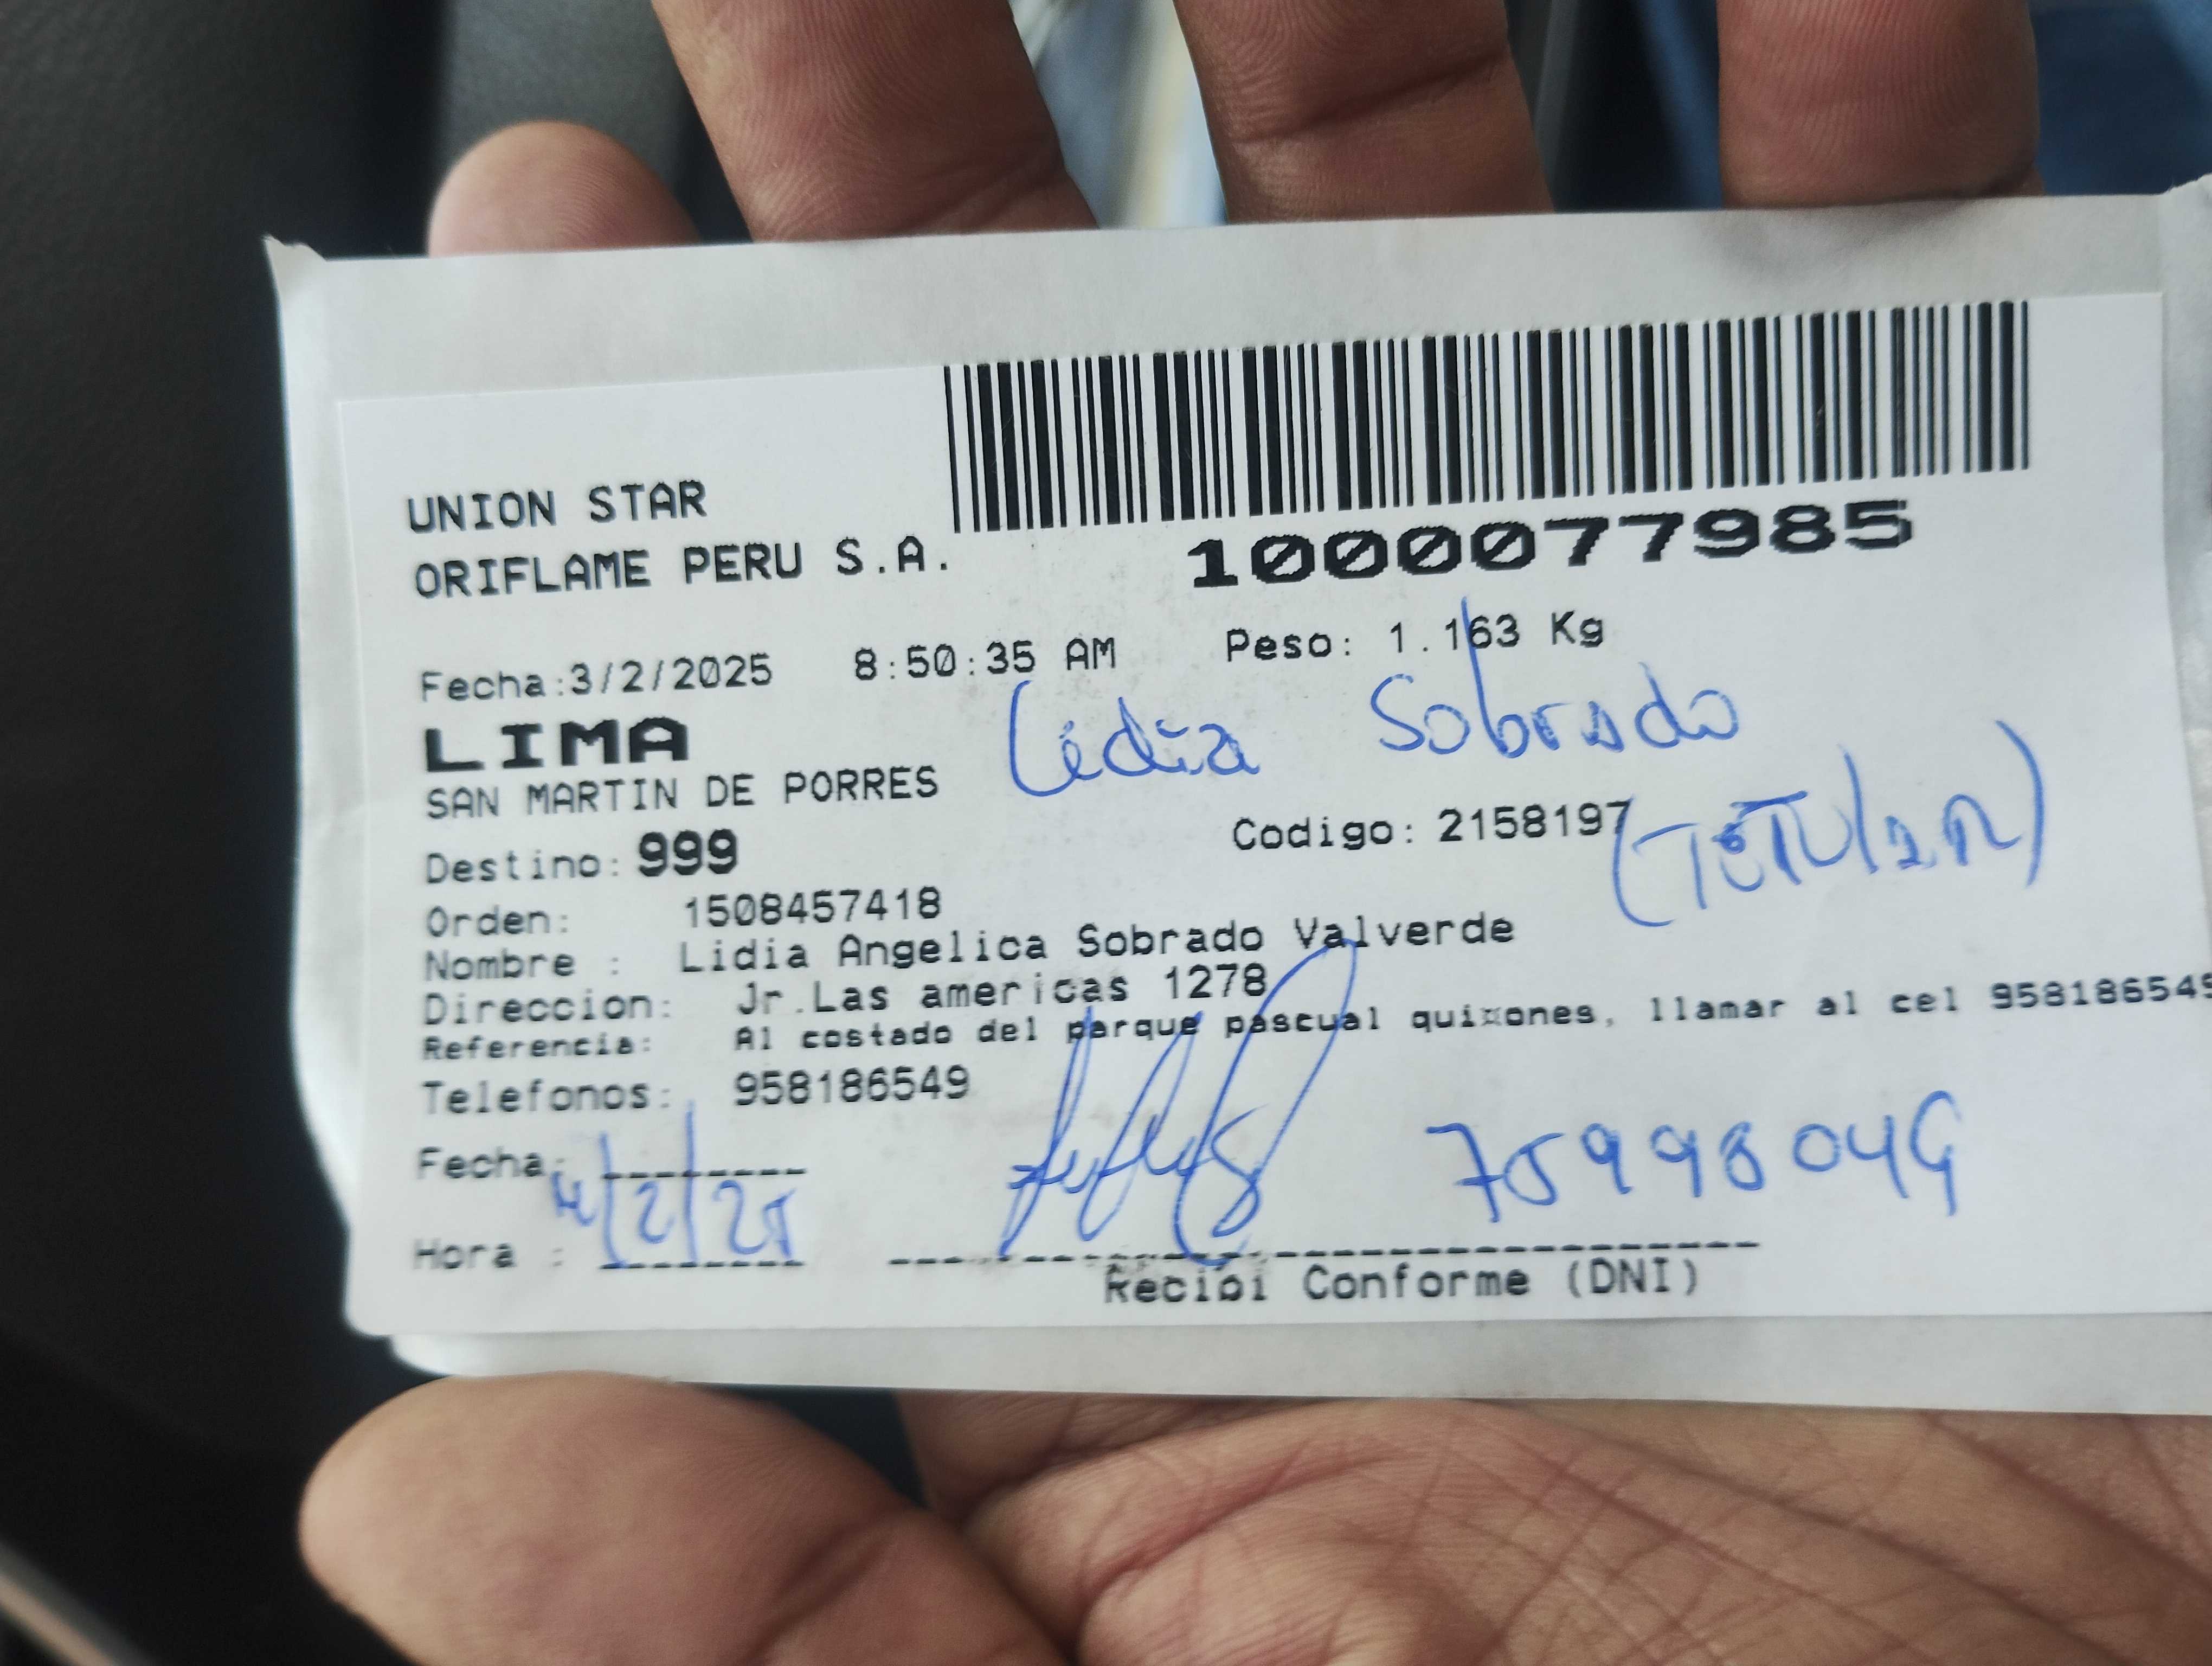 UNION STAR
ORIFLAME PERU S.A.
1000077985
Fecha:3/2/2025 8:50:35 AM Peso: 1.163 Kg
LIMA
Lidia Sobrado
SAN MARTIN DE PORRES
(TiTUlaR)
Destino: 999 Codigo: 2158197
Orden: 1508457418
Nombre : Lidia Angelica Sobrado Valverde
Direccion: Jr.Las americas 1278
Referencia: Al costado del parque pascual quixones, llamar al cel 958186549
Telefonos: 958186549
Fecha:
4/2/25
Hora :
Recibi Conforme (DNI)